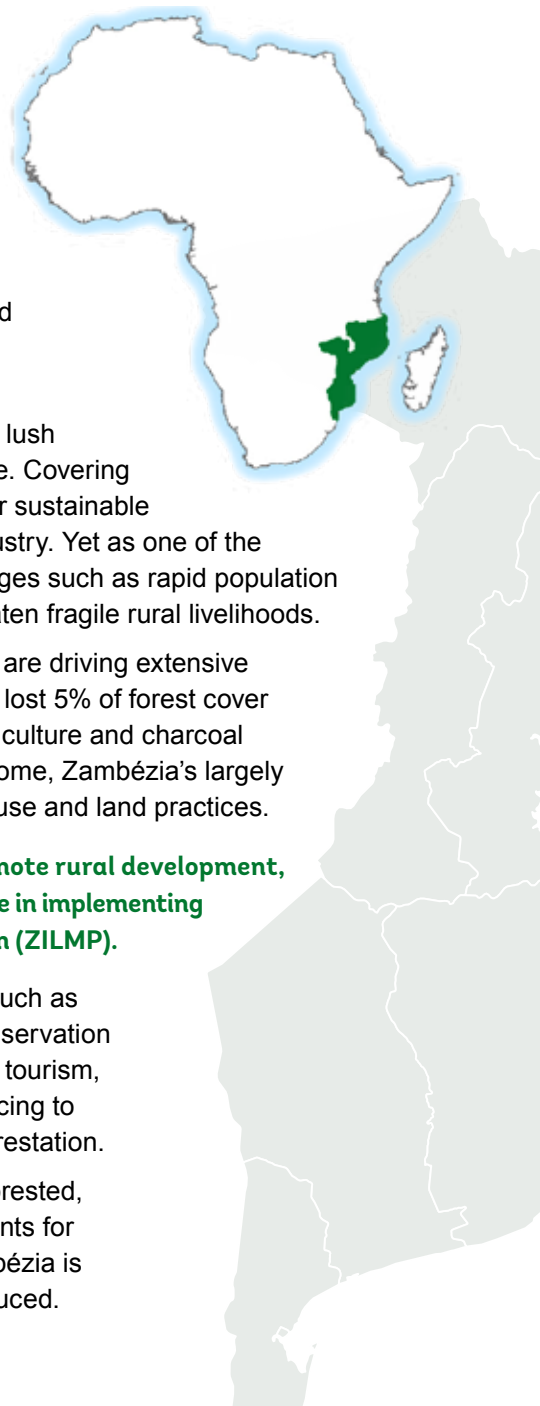 d
lush
e. Covering
r sustainable
ustry. Yet as one of the
ges such as rapid population
aten fragile rural livelihoods.
are driving extensive
lost 5% of forest cover
culture and charcoal
ome, Zambézia’s largely
use and land practices.
mote rural development,
e in implementing
n (ZILMP).
uch as
servation
tourism,
cing to
restation.
rested,
nts for
bézia is
uced.